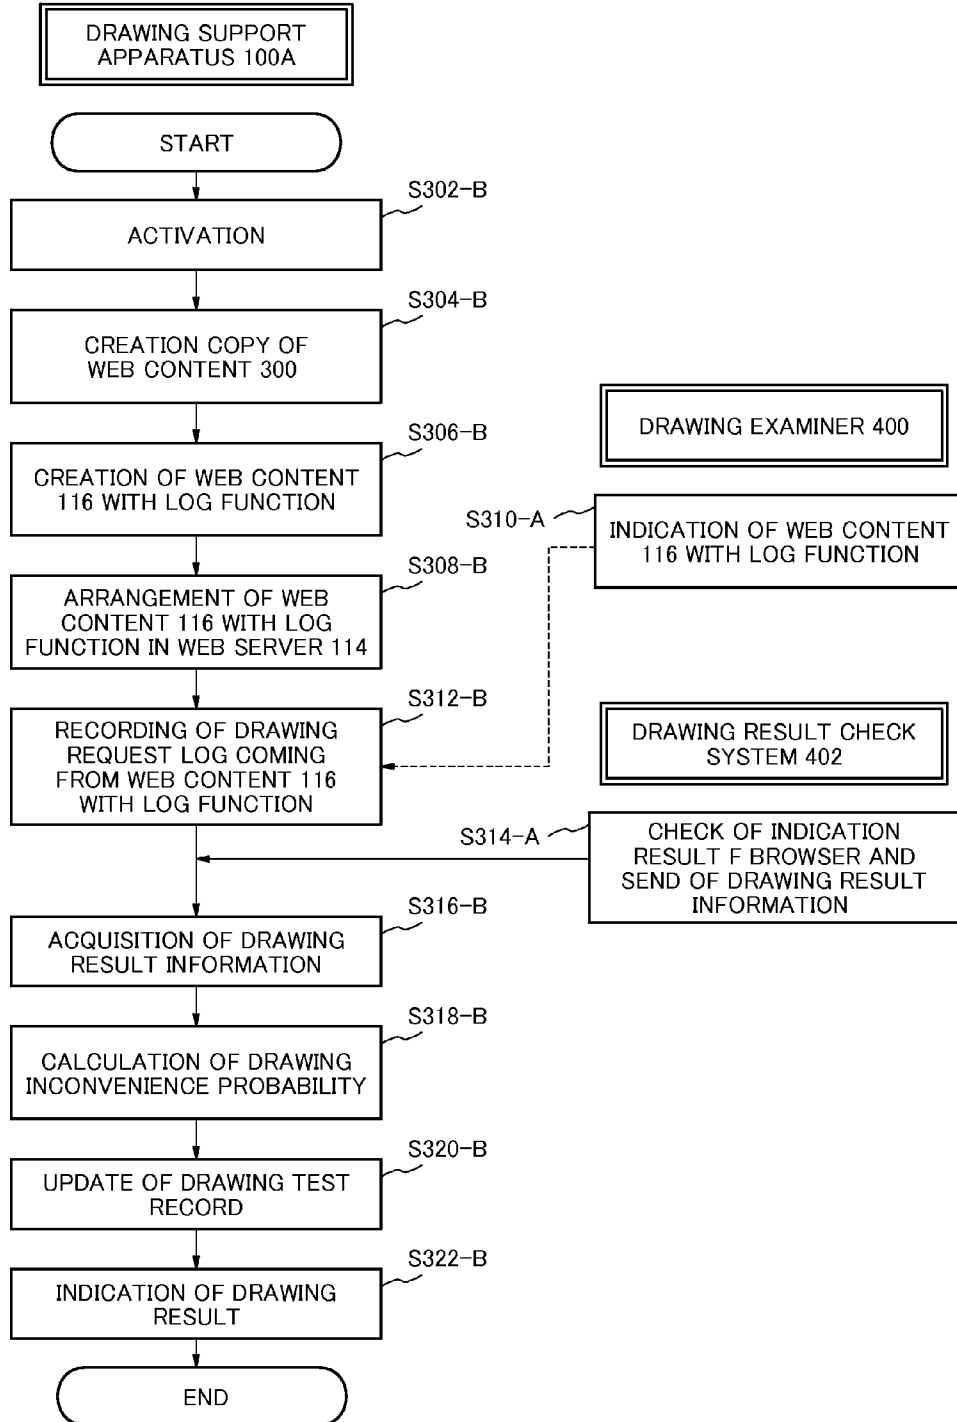 DRAWING SUPPORT
APPARATUS 100A
START
S302-B
ACTIVATION
S304-B
CREATION COPY OF
WEB CONTENT 300
S306-B
CREATION OF WEB CONTENT
116 WITH LOG FUNCTION
DRAWING EXAMINER 400
S310-A
INDICATION OF WEB CONTENT
116 WITH LOG FUNCTION
S308-B
ARRANGEMENT OF WEB
CONTENT 116 WITH LOG
FUNCTION IN WEB SERVER 114
S312-B
RECORDING OF DRAWING
REQUEST LOG COMING
FROM WEB CONTENT 116
WITH LOG FUNCTION
DRAWING RESULT CHECK
SYSTEM 402
S314-A
CHECK OF INDICATION
RESULT F BROWSER AND
SEND OF DRAWING RESULT
INFORMATION
S316-B
ACQUISITION OF DRAWING
RESULT INFORMATION
S318-B
CALCULATION OF DRAWING
INCONVENIENCE PROBABILITY
S320-B
UPDATE OF DRAWING TEST
RECORD
S322-B
INDICATION OF DRAWING
RESULT
END